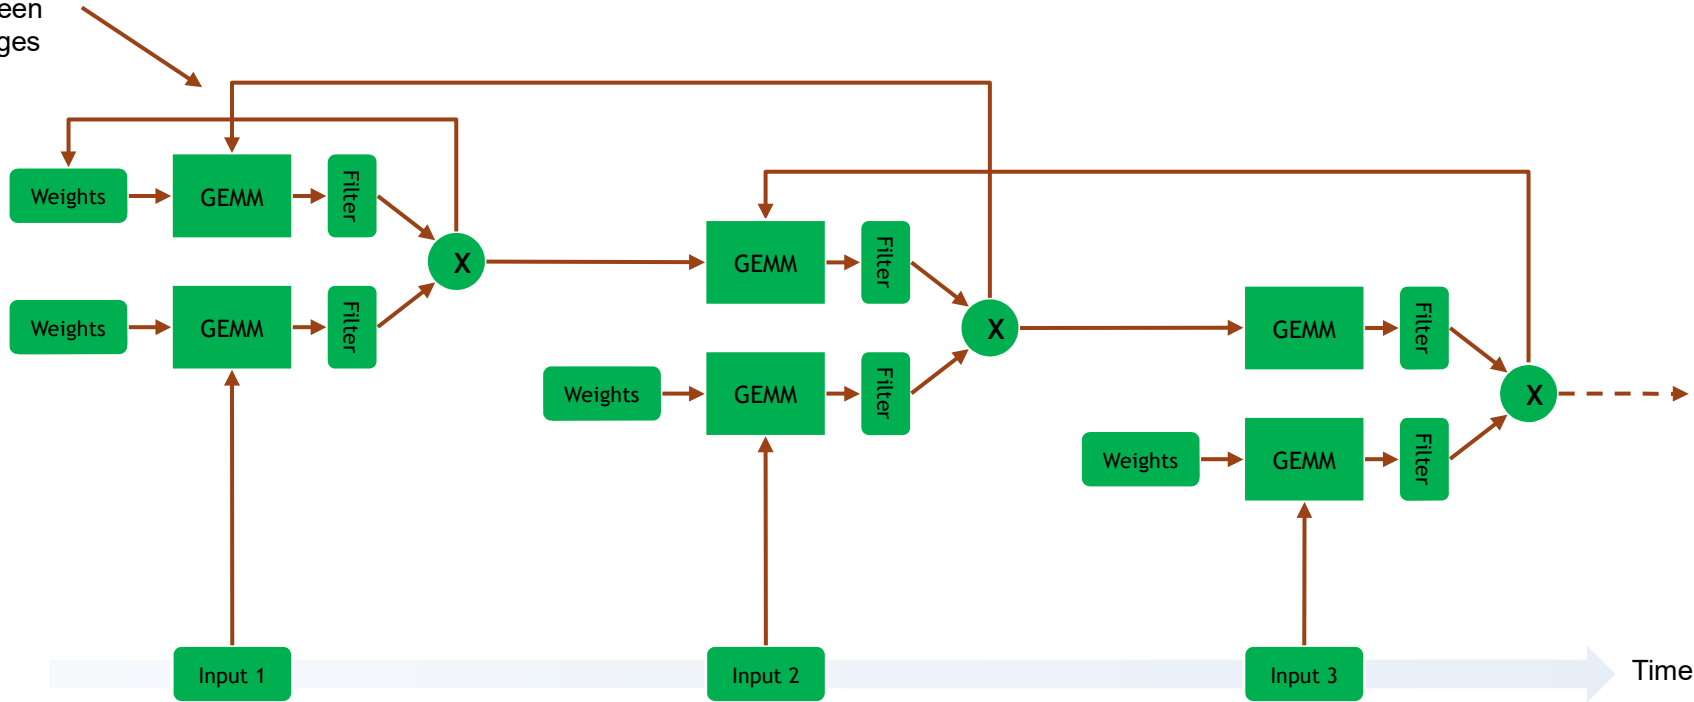 een
ges
Weights
GEMM
Filter
X
Weights
GEMM
Filter
GEMM
Filter
X
Weights
GEMM
Filter
GEMM
Filter
X
Weights
GEMM
Filter
Input 1
Input 2
Input 3
Time